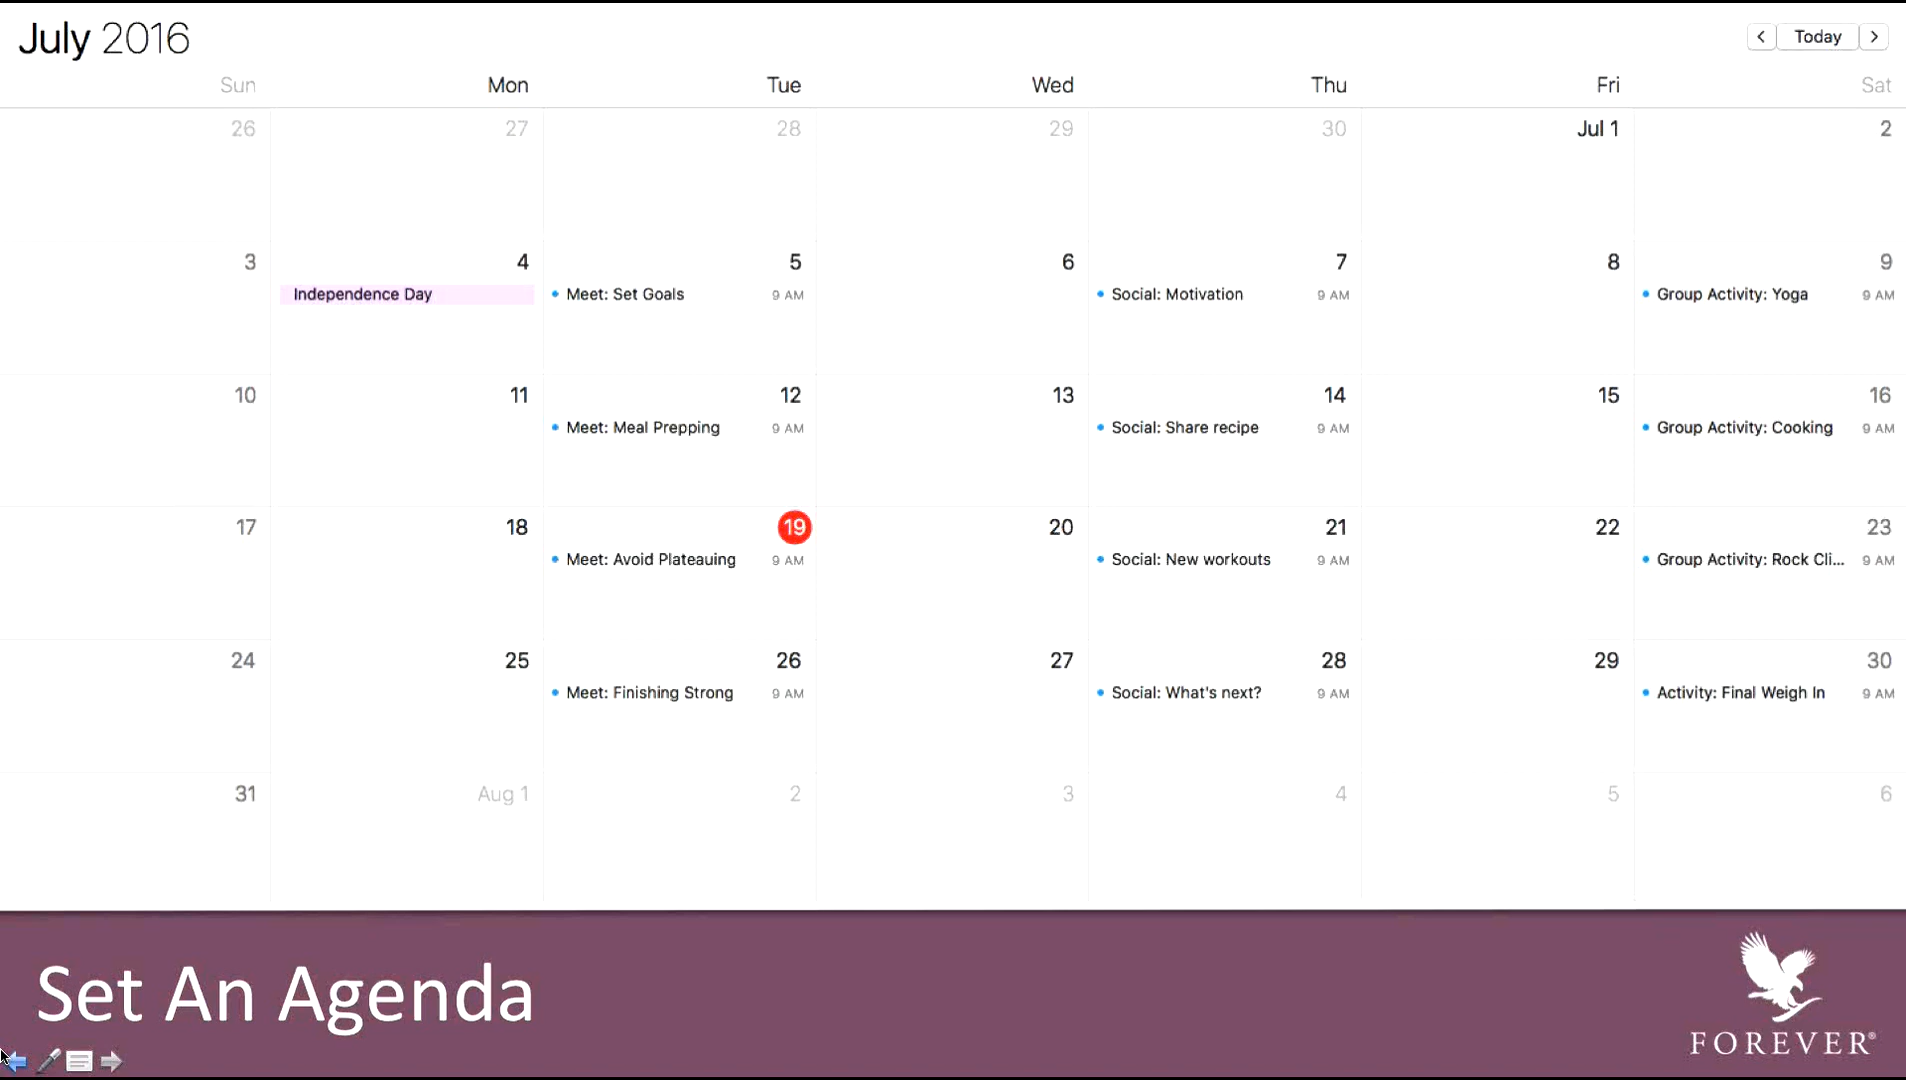 July 2016
Today
Sun Mon Tue Wed Thu Fri Sat
26 27 28 29 30 Jul 1 2
3 4 5 6 7 8 9
Independence Day
Meet: Set Goals 9 AM
Social: Motivation 9 AM
Group Activity: Yoga 9 AM
10 11 12 13 14 15 16
Meet: Meal Prepping 9 AM
Social: Share recipe 9 AM
Group Activity: Cooking 9 AM
17 18 19 20 21 22 23
Meet: Avoid Plateauing 9 AM
Social: New workouts 9 AM
Group Activity: Rock Cli... 9 AM
24 25 26 27 28 29 30
Meet: Finishing Strong 9 AM
Social: What's next? 9 AM
Activity: Final Weigh In 9 AM
31 Aug 1 2 3 4 5 6
Set An Agenda
FOREVER®